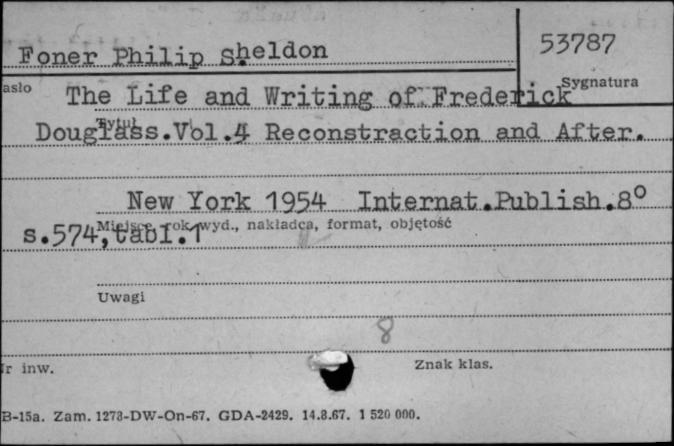 Foner Philip Sheldon 53787
asło Sygnatura
The Life and Writing of Frederick
Tytuł
Douglass.Vol.4 Reconstraction and After.
New York 1954 Internat.Publish.8°
Miejsce, rok wyd., nakładca, format, objętość
s.574,tabl.1
Uwagi
8
r inw. Znak klas.
B-15a. Zam. 1273-DW-On-67. GDA-2429. 14.8.67. 1 520 000.